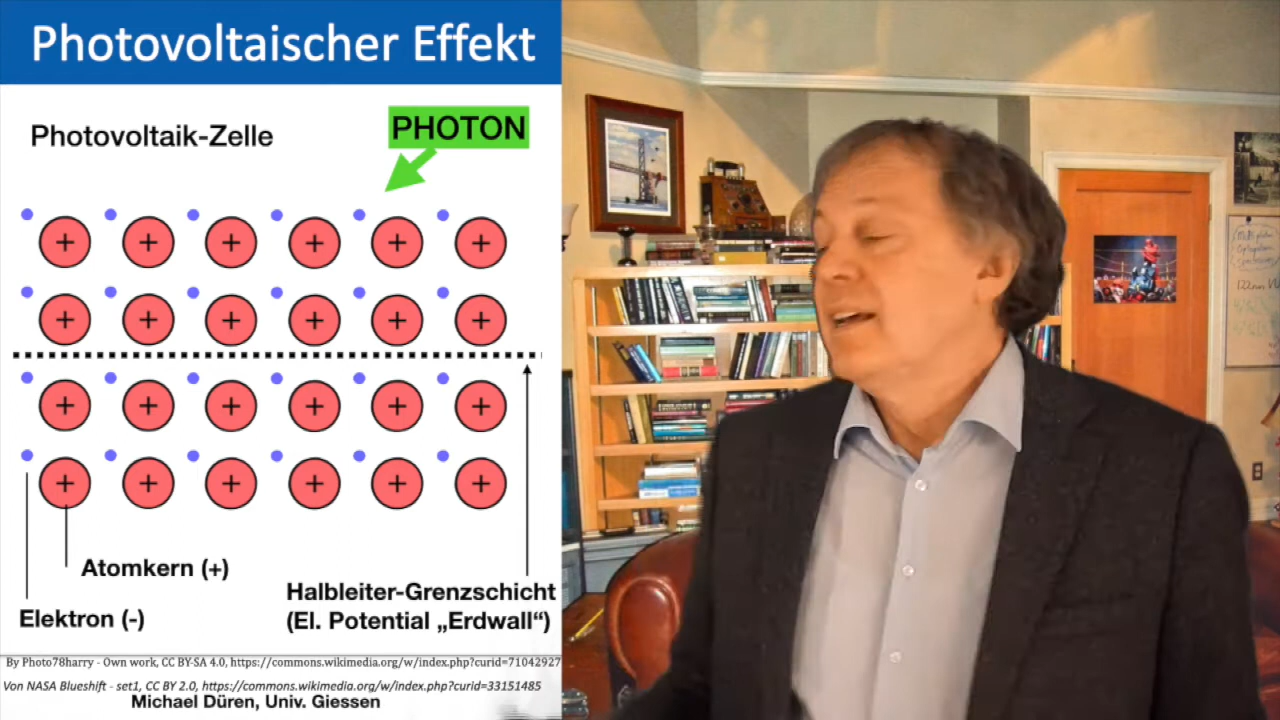 Photovoltaischer Effekt
Photovoltaik-Zelle
PHOTON
+ + + + + +
+ + + + + +
+ + + + + +
+ + + + + +
Atomkern (+)
Elektron (-)
Halbleiter-Grenzschicht
(El. Potential „Erdwall“)
By Photo78harry - Own work, CC BY-SA 4.0, https://commons.wikimedia.org/w/index.php?curid=71042927
Von NASA Blueshift - set1, CC BY 2.0, https://commons.wikimedia.org/w/index.php?curid=33151485
Michael Düren, Univ. Giessen